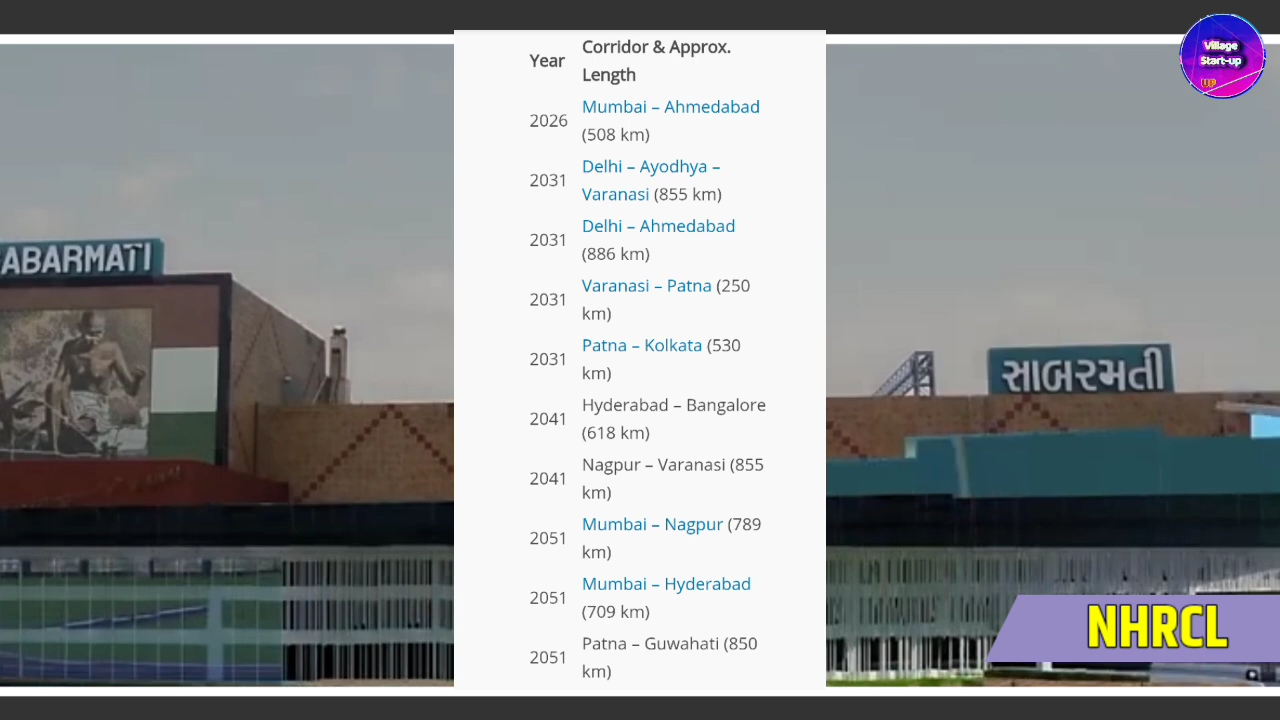 Village
Start-up
UP
Year
Corridor & Approx.
Length
2026
Mumbai – Ahmedabad
(508 km)
2031
Delhi – Ayodhya –
Varanasi (855 km)
2031
Delhi – Ahmedabad
(886 km)
2031
Varanasi – Patna (250
km)
2031
Patna – Kolkata (530
km)
2041
Hyderabad – Bangalore
(618 km)
2041
Nagpur – Varanasi (855
km)
2051
Mumbai – Nagpur (789
km)
2051
Mumbai – Hyderabad
(709 km)
2051
Patna – Guwahati (850
km)
ABARMATI
સાબરમતી
NHRCL